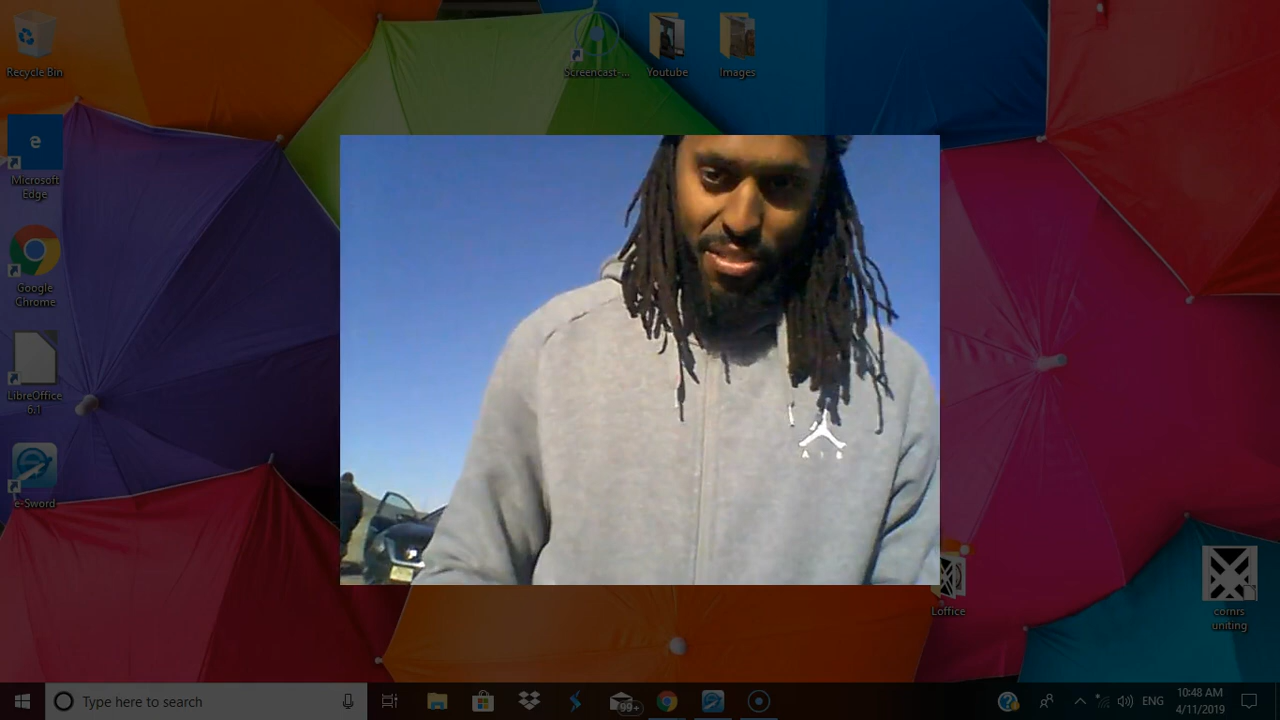 Recycle Bin
Screencast-...
Youtube
Images
Microsoft
Edge
Google
Chrome
LibreOffice
6.1
e-Sword
A I R
Loffice
cornrs
uniting
Type here to search
99+
ENG
10:48 AM
4/11/2019